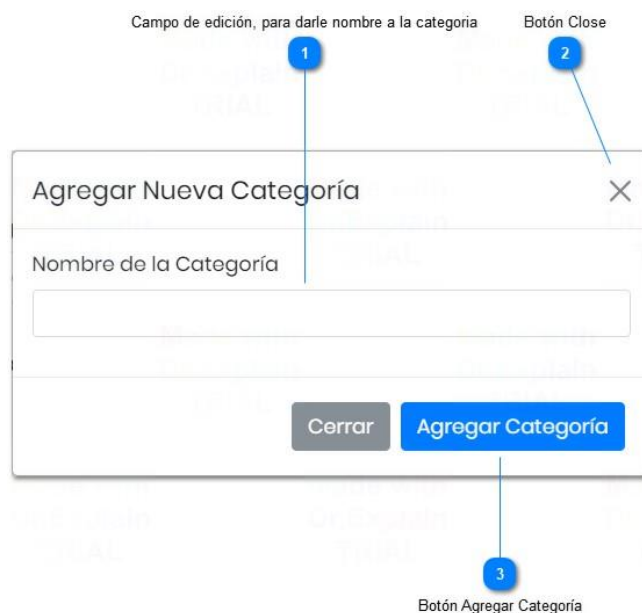 Campo de edición, para darle nombre a la categoria
Botón Close
1
2
Agregar Nueva Categoría
Nombre de la Categoría
Cerrar
Agregar Categoría
3
Botón Agregar Categoría